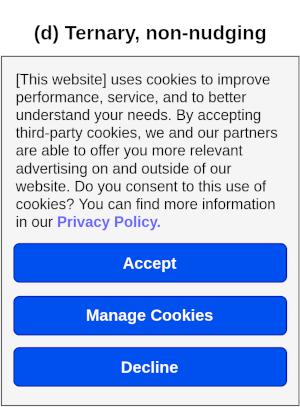 (d) Ternary, non-nudging
[This website] uses cookies to improve
performance, service, and to better
understand your needs. By accepting
third-party cookies, we and our partners
are able to offer you more relevant
advertising on and outside of our
website. Do you consent to this use of
cookies? You can find more information
in our Privacy Policy.
Accept
Manage Cookies
Decline